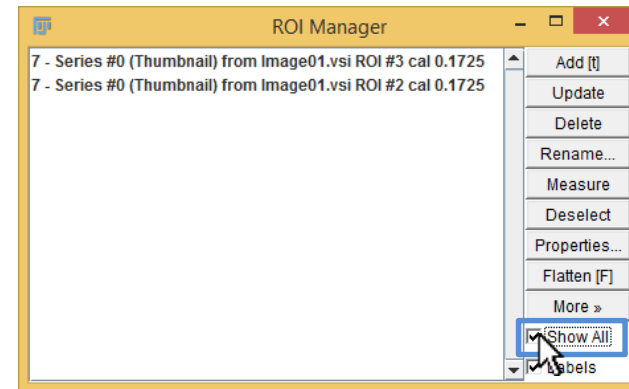 ROI Manager
7 - Series #0 (Thumbnail) from Image01.vsi ROI #3 cal 0.1725
7 - Series #0 (Thumbnail) from Image01.vsi ROI #2 cal 0.1725
Add [t]
Update
Delete
Rename...
Measure
Deselect
Properties...
Flatten [F]
More »
Show All
Labels